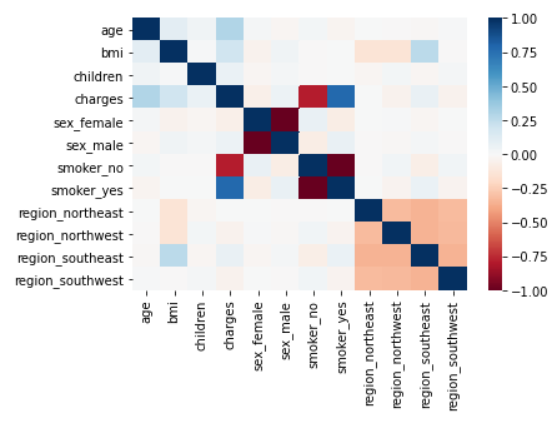 age
bmi
children
charges
sex_female
sex_male
smoker_no
smoker_yes
region_northeast
region_northwest
region_southeast
region_southwest
age
bmi
children
charges
sex_female
sex_male
smoker_no
smoker_yes
region_northeast
region_northwest
region_southeast
region_southwest
1.00
0.75
0.50
0.25
0.00
−0.25
−0.50
−0.75
−1.00